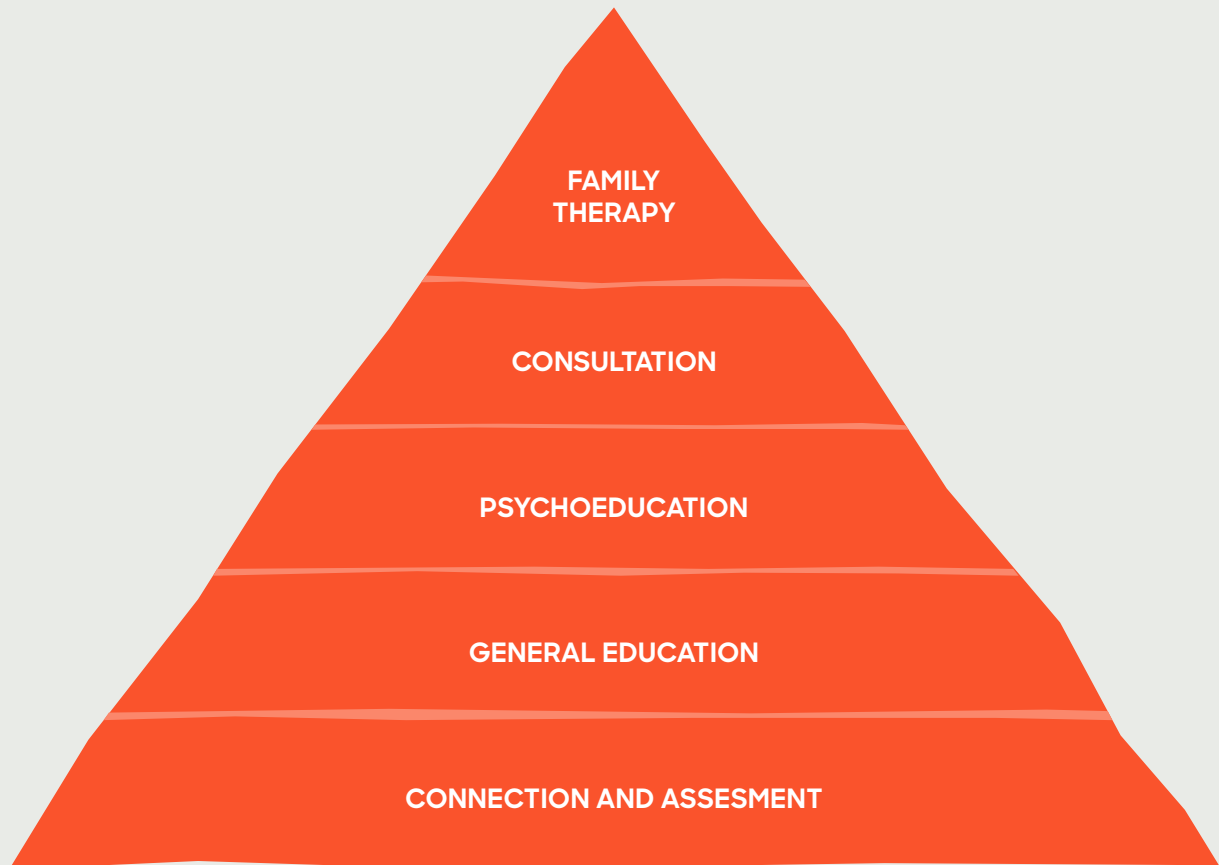 FAMILY
THERAPY
CONSULTATION
PSYCHOEDUCATION
GENERAL EDUCATION
CONNECTION AND ASSESMENT